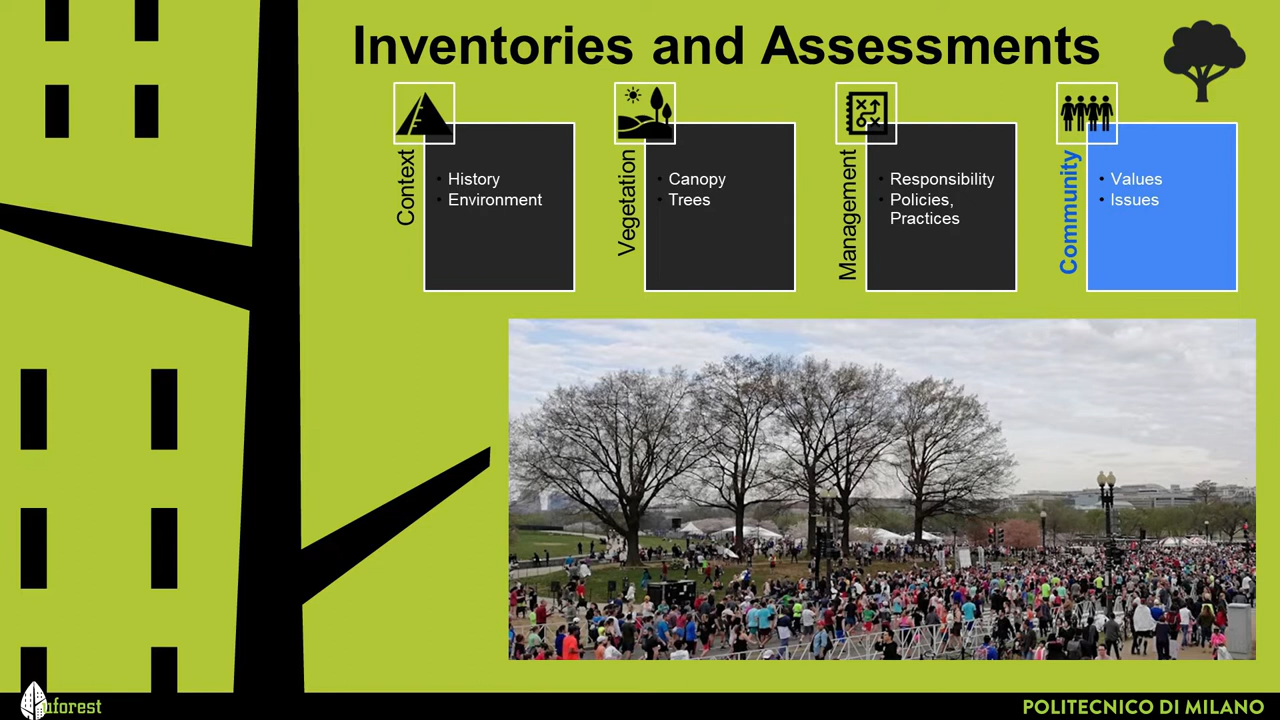 Inventories and Assessments
Context
• History
• Environment
Vegetation
• Canopy
• Trees
Management
• Responsibility
• Policies,
Practices
Community
• Values
• Issues
uforest
POLITECNICO DI MILANO